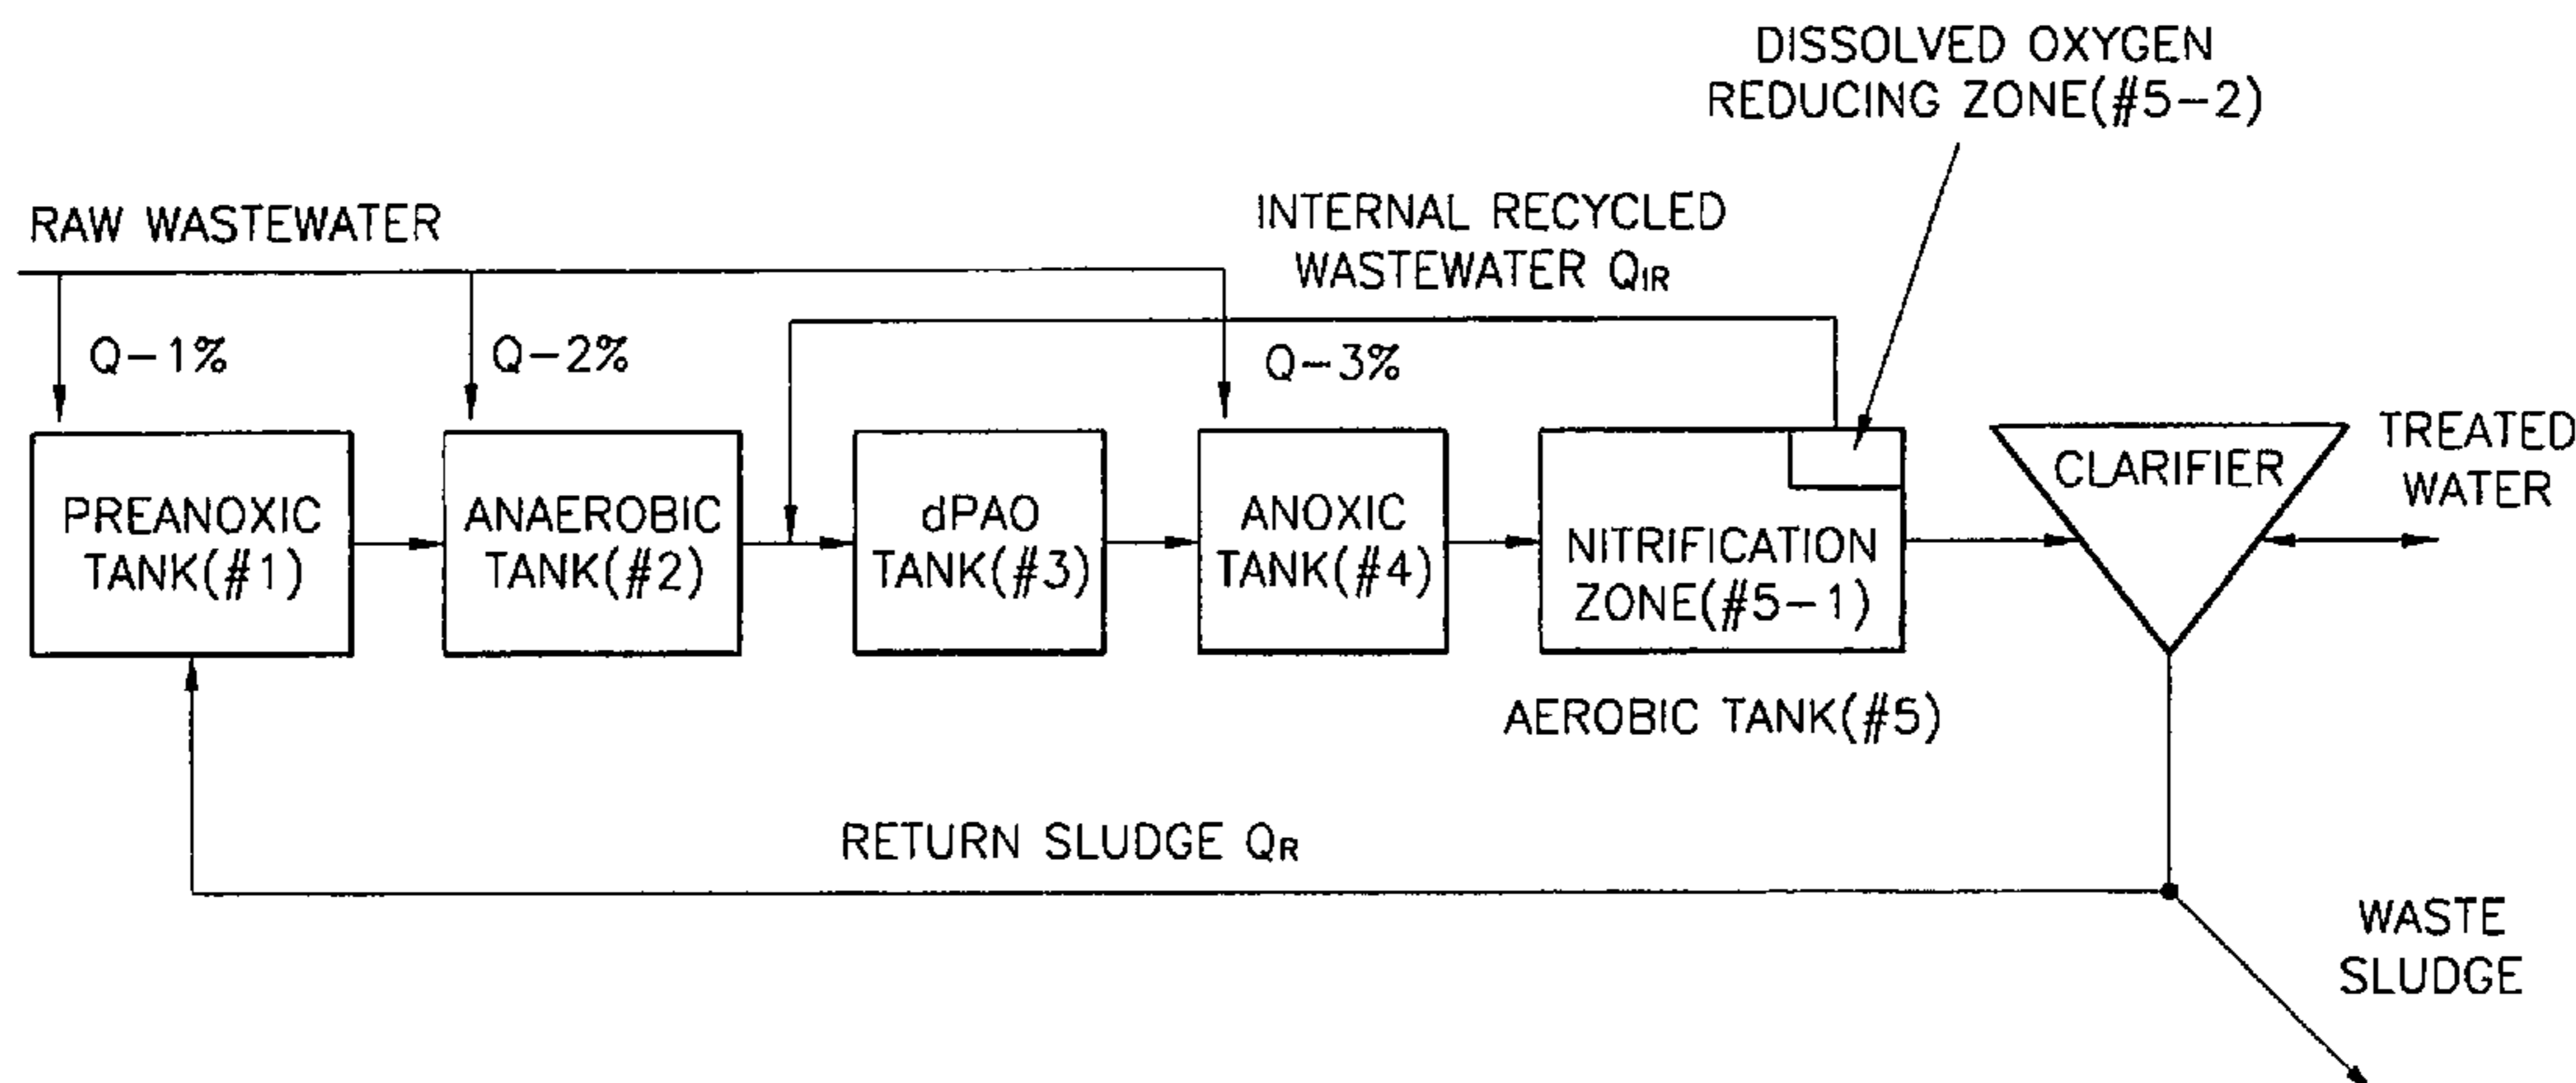 DISSOLVED OXYGEN
REDUCING ZONE(#5-2)
RAW WASTEWATER
INTERNAL RECYCLED
WASTEWATER QIR
Q-1%
Q-2%
Q-3%
PREANOXIC
TANK(#1)
ANAEROBIC
TANK(#2)
dPAO
TANK(#3)
ANOXIC
TANK(#4)
NITRIFICATION
ZONE(#5-1)
CLARIFIER
TREATED
WATER
AEROBIC TANK(#5)
RETURN SLUDGE QR
WASTE
SLUDGE